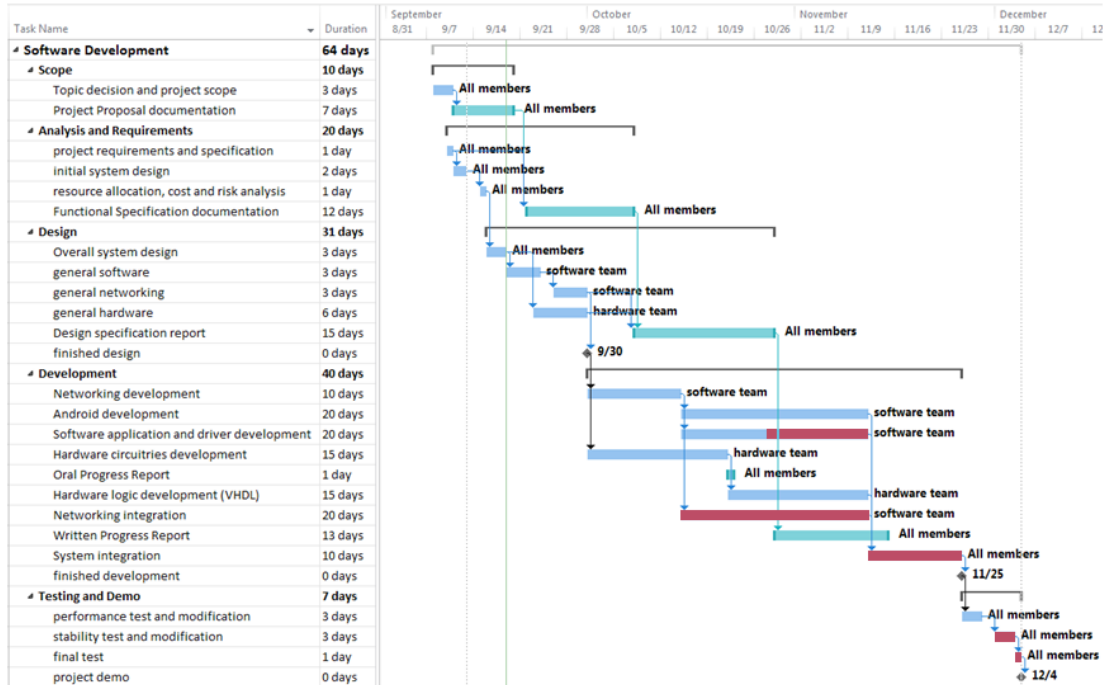 September October November December
Task Name Duration 8/31 9/7 9/14 9/21 9/28 10/5 10/12 10/19 10/26 11/2 11/9 11/16 11/23 11/30 12/7 12
Software Development 64 days
Scope 10 days
Topic decision and project scope 3 days All members
Project Proposal documentation 7 days All members
Analysis and Requirements 20 days
project requirements and specification 1 day All members
initial system design 2 days All members
resource allocation, cost and risk analysis 1 day All members
Functional Specification documentation 12 days All members
Design 31 days
Overall system design 3 days All members
general software 3 days software team
general networking 3 days software team
general hardware 6 days hardware team
Design specification report 15 days All members
finished design 0 days 9/30
Development 40 days
Networking development 10 days software team
Android development 20 days software team
Software application and driver development 20 days software team
Hardware circuitries development 15 days hardware team
Oral Progress Report 1 day All members
Hardware logic development (VHDL) 15 days hardware team
Networking integration 20 days software team
Written Progress Report 13 days All members
System integration 10 days All members
finished development 0 days 11/25
Testing and Demo 7 days
performance test and modification 3 days All members
stability test and modification 3 days All members
final test 1 day All members
project demo 0 days 12/4